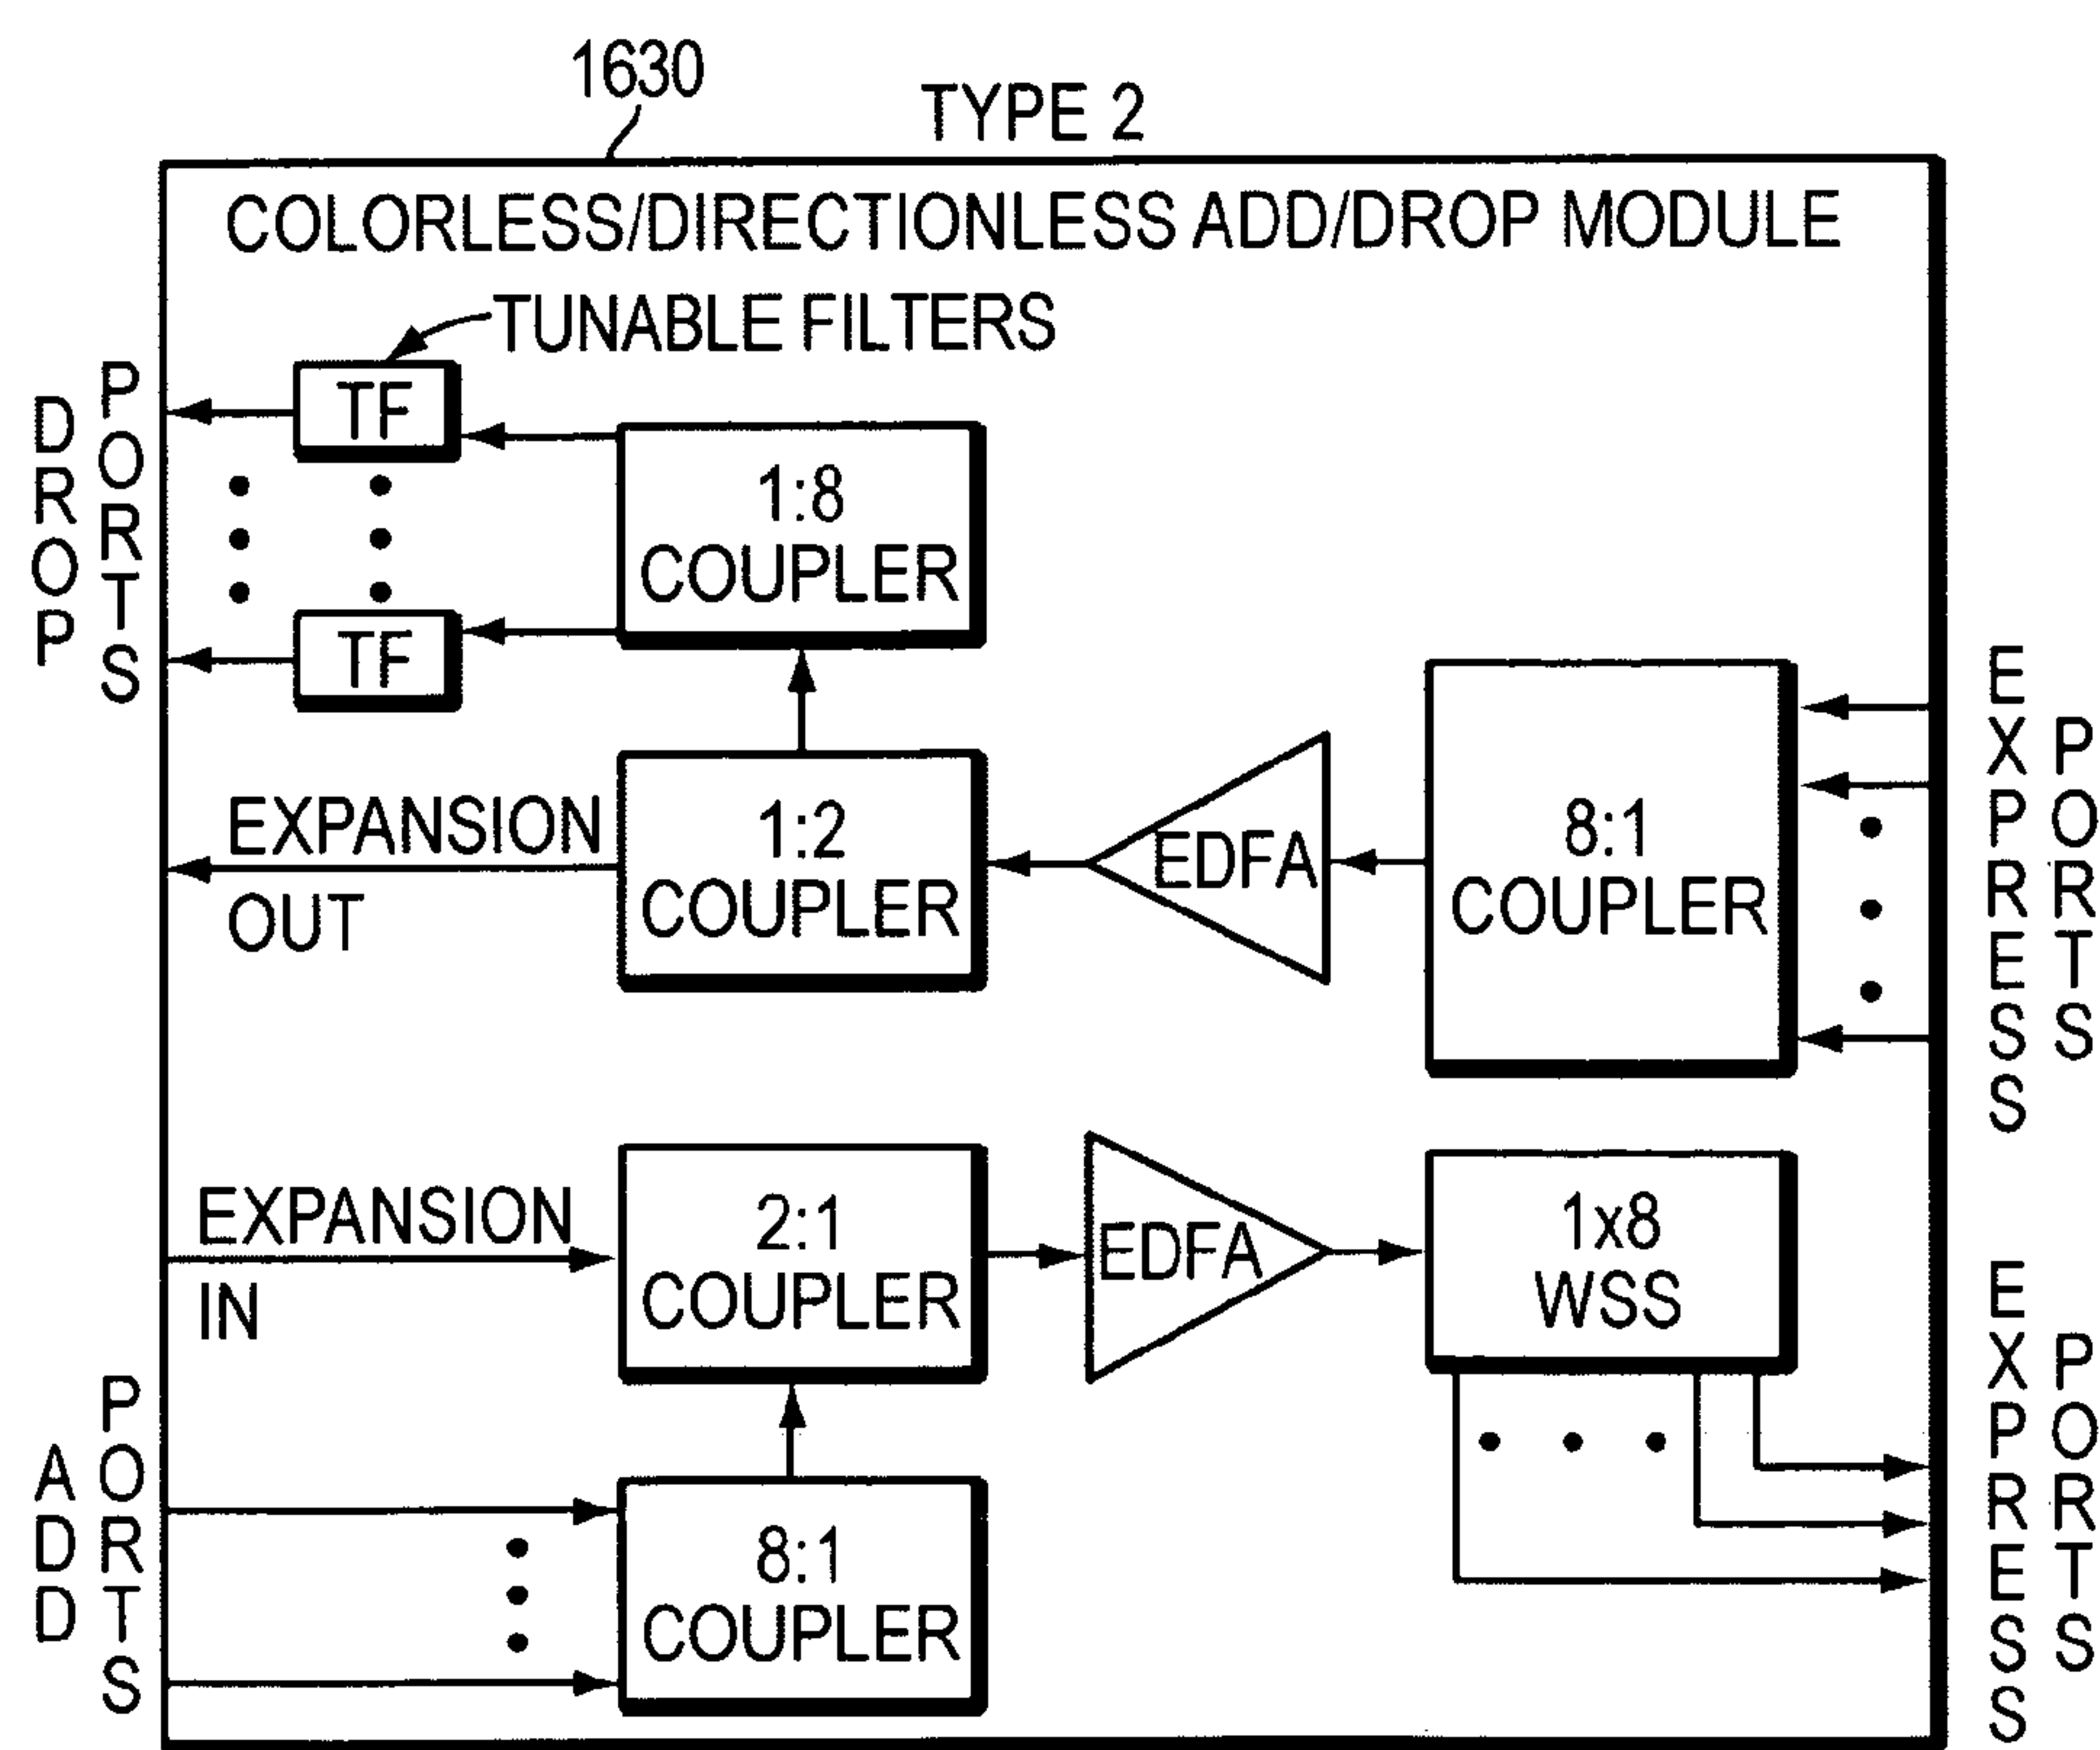 1630
TYPE 2
COLORLESS/DIRECTIONLESS ADD/DROP MODULE
TUNABLE FILTERS
DROP
PORTS
TF
TF
1:8
COUPLER
EXPANSION
OUT
1:2
COUPLER
EDFA
8:1
COUPLER
EXPRESS
PORTS
EXPANSION
IN
2:1
COUPLER
EDFA
1x8
WSS
ADD
PORTS
8:1
COUPLER
EXPRESS
PORTS